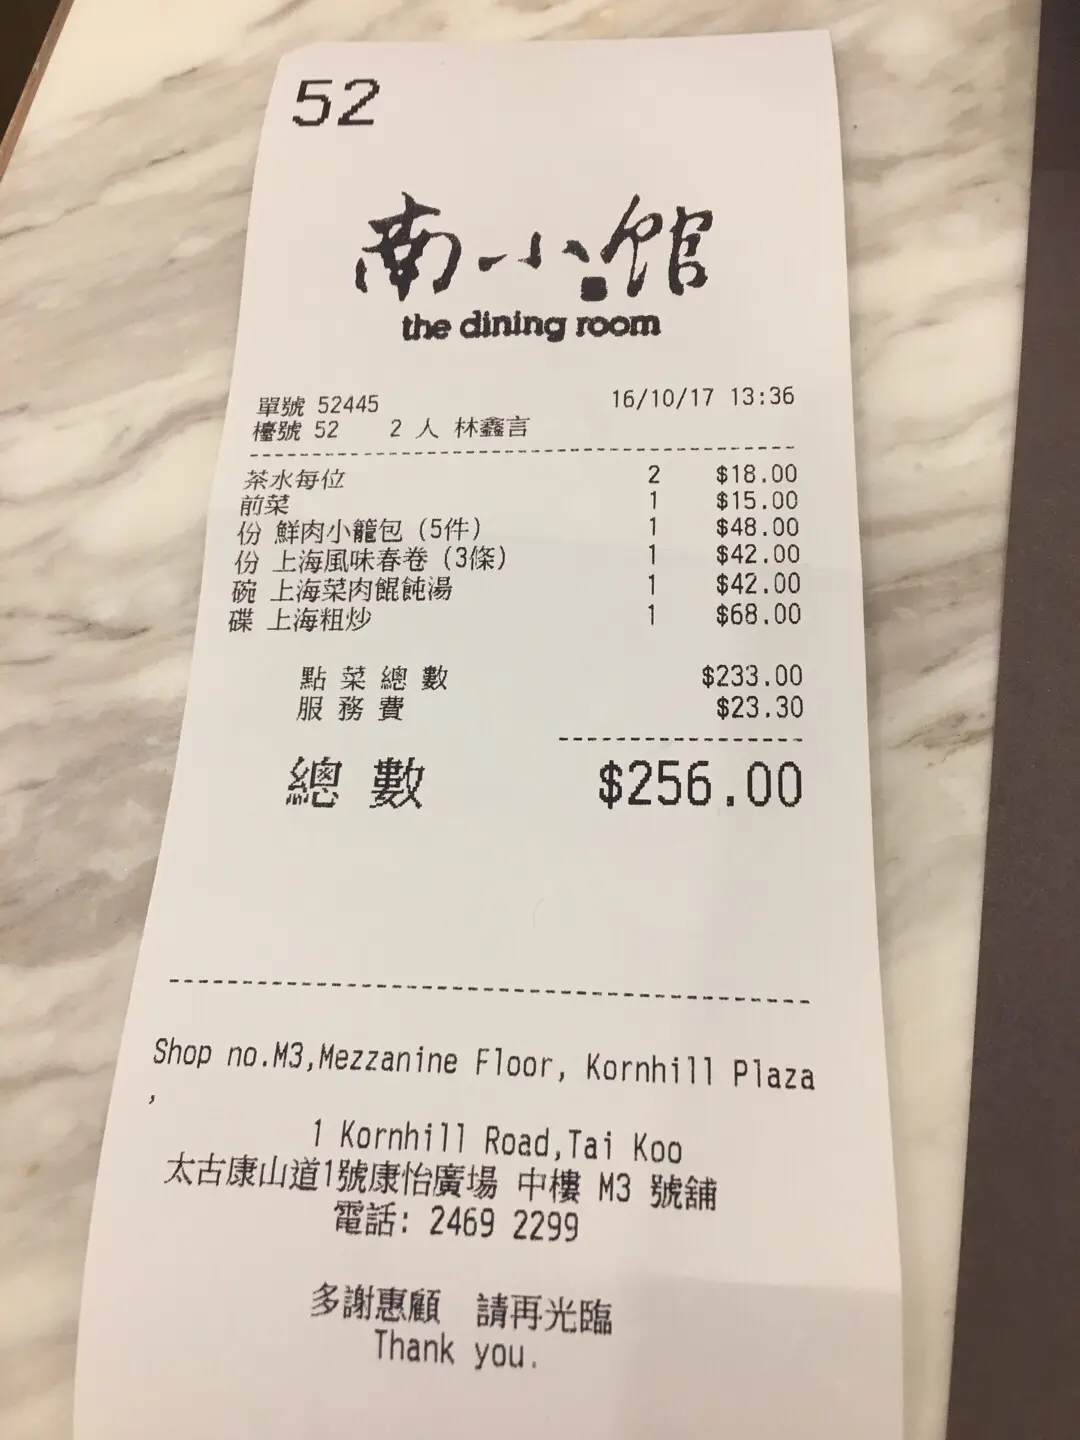 52
南小館
the dining room
單號 52445 16/10/17 13:36
檯號 52 2 人 林鑫言
茶水每位 2 $18.00
前菜 1 $15.00
份 鮮肉小籠包 (5件) 1 $48.00
份 上海風味春卷 (3條) 1 $42.00
碗 上海菜肉餛飩湯 1 $42.00
碟 上海粗炒 1 $68.00
點菜總數 $233.00
服務費 $23.30
總數 $256.00
Shop no.M3,Mezzanine Floor, Kornhill Plaza
,
1 Kornhill Road,Tai Koo
太古康山道1號康怡廣場 中樓 M3 號舖
電話: 2469 2299
多謝惠顧 請再光臨
Thank you.